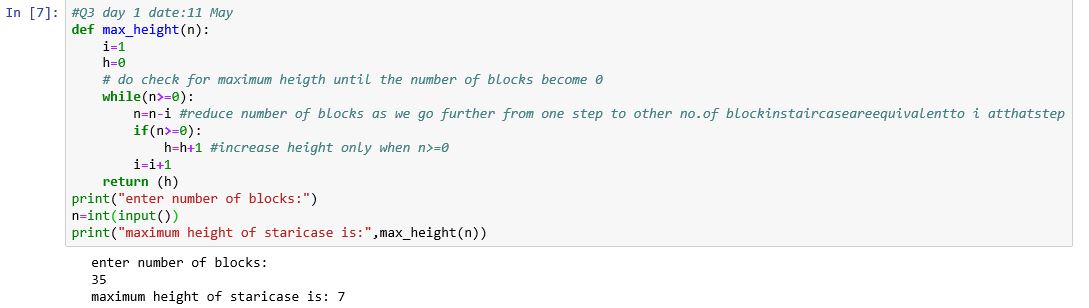 In [7]: #Q3 day 1 date:11 May
def max_height(n):
    i=1
    h=0
    # do check for maximum heigth until the number of blocks become 0
    while(n>=0):
        n=n-i #reduce number of blocks as we go further from one step to other no.of blockinstaircaseareequivalentto i atthatstep
        if(n>=0):
            h=h+1 #increase height only when n>=0
        i=i+1
    return (h)
print("enter number of blocks:")
n=int(input())
print("maximum height of staricase is:",max_height(n))
enter number of blocks:
35
maximum height of staricase is: 7